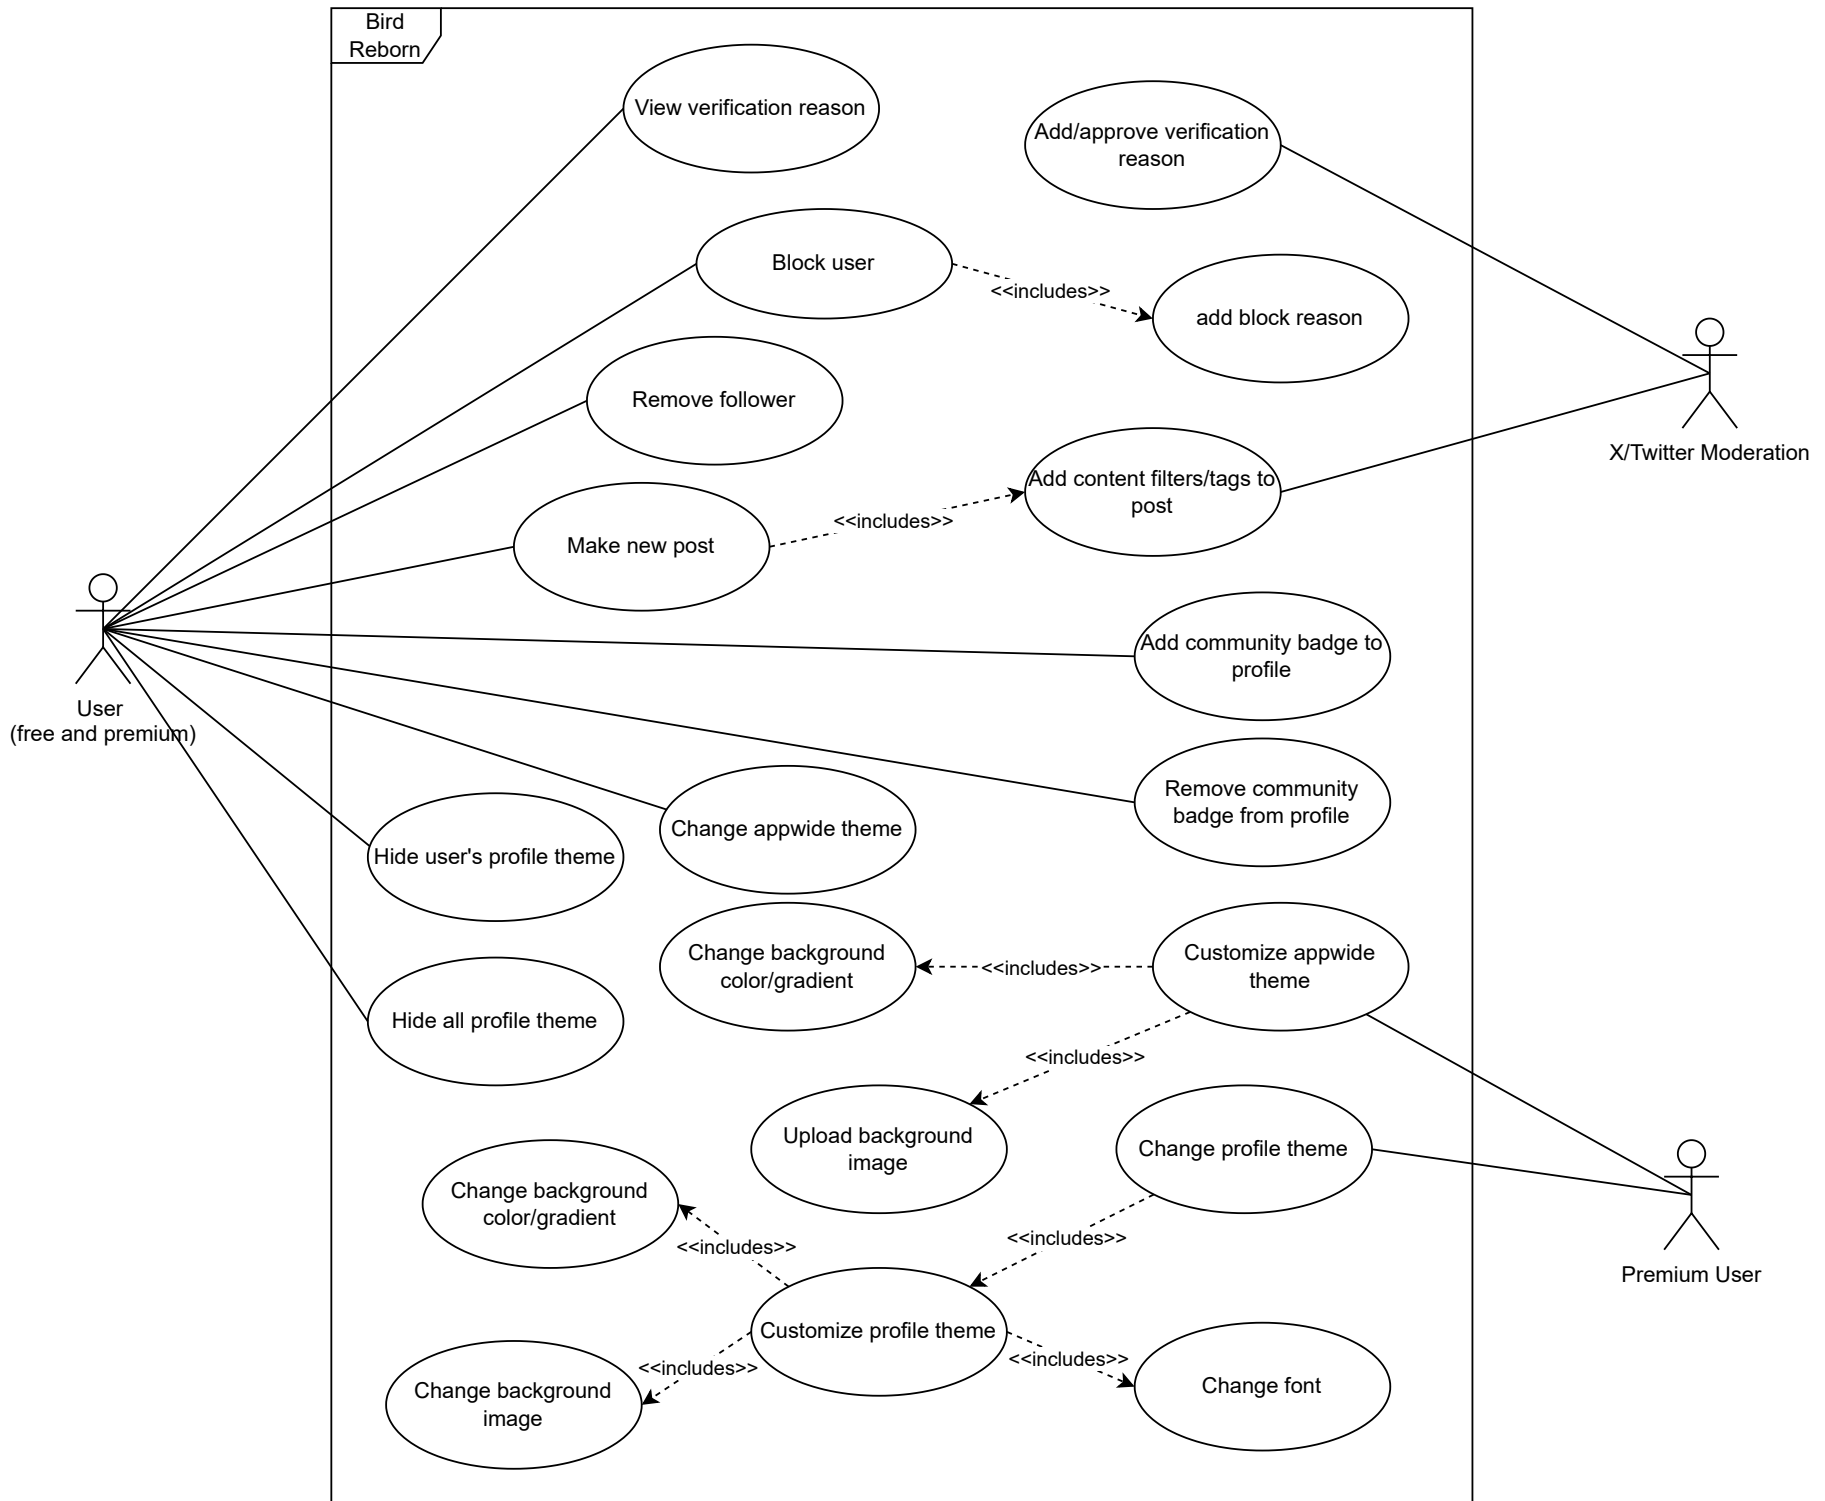 Bird
Reborn
View verification reason
Add/approve verification
reason
Block user
<<includes>>
add block reason
Remove follower
X/Twitter Moderation
Add content filters/tags to
post
<<includes>>
Make new post
Add community badge to
profile
User
(free and premium)
Remove community
badge from profile
Change appwide theme
Hide user's profile theme
Change background
color/gradient
<<includes>>
Customize appwide
theme
Hide all profile theme
<<includes>>
Upload background
image
Change profile theme
Change background
color/gradient
<<includes>>
<<includes>>
Premium User
Customize profile theme
<<includes>>
<<includes>>
Change background
image
Change font